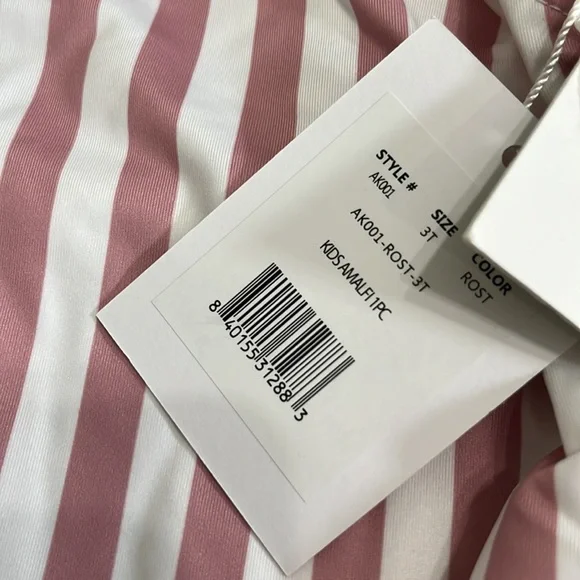 STYLE # SIZE COLOR
AK001 3T ROST
AK001-ROST-3T
KIDS AMALFI 1PC
8 40155 31288 3